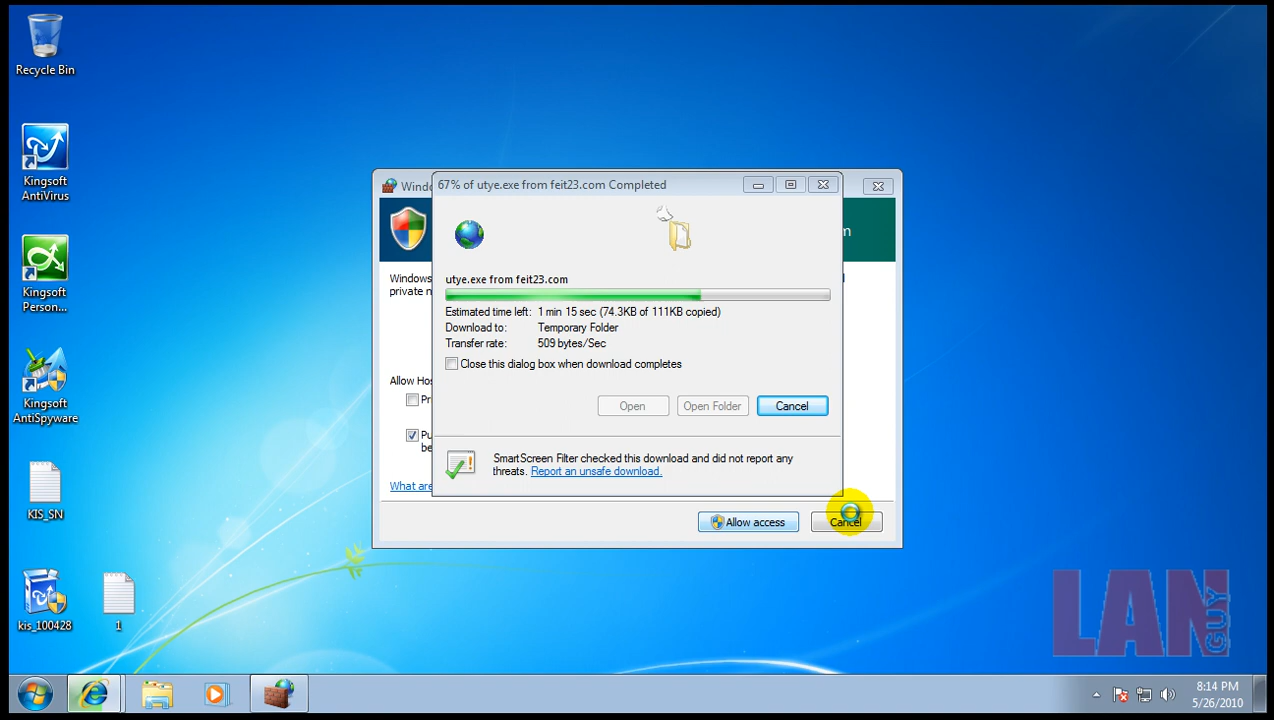 Recycle Bin
Kingsoft
AntiVirus
Kingsoft
Person...
Kingsoft
AntiSpyware
KIS_SN
kis_100428
1
Windo
67% of utye.exe from feit23.com Completed
m
Windows
private n
Allow Hos
Pr
Pu
be
What are
utye.exe from feit23.com
Estimated time left: 1 min 15 sec (74.3KB of 111KB copied)
Download to: Temporary Folder
Transfer rate: 509 bytes/Sec
Close this dialog box when download completes
Open
Open Folder
Cancel
SmartScreen Filter checked this download and did not report any
threats. Report an unsafe download.
Allow access
Cancel
LAN
GUY
8:14 PM
5/26/2010